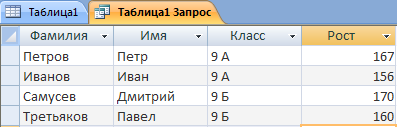 Таблица1 Таблица1 Запрос
Фамилия Имя Класс Рост
Петров Петр 9 А 167
Иванов Иван 9 А 156
Самусев Дмитрий 9 Б 170
Третьяков Павел 9 Б 160